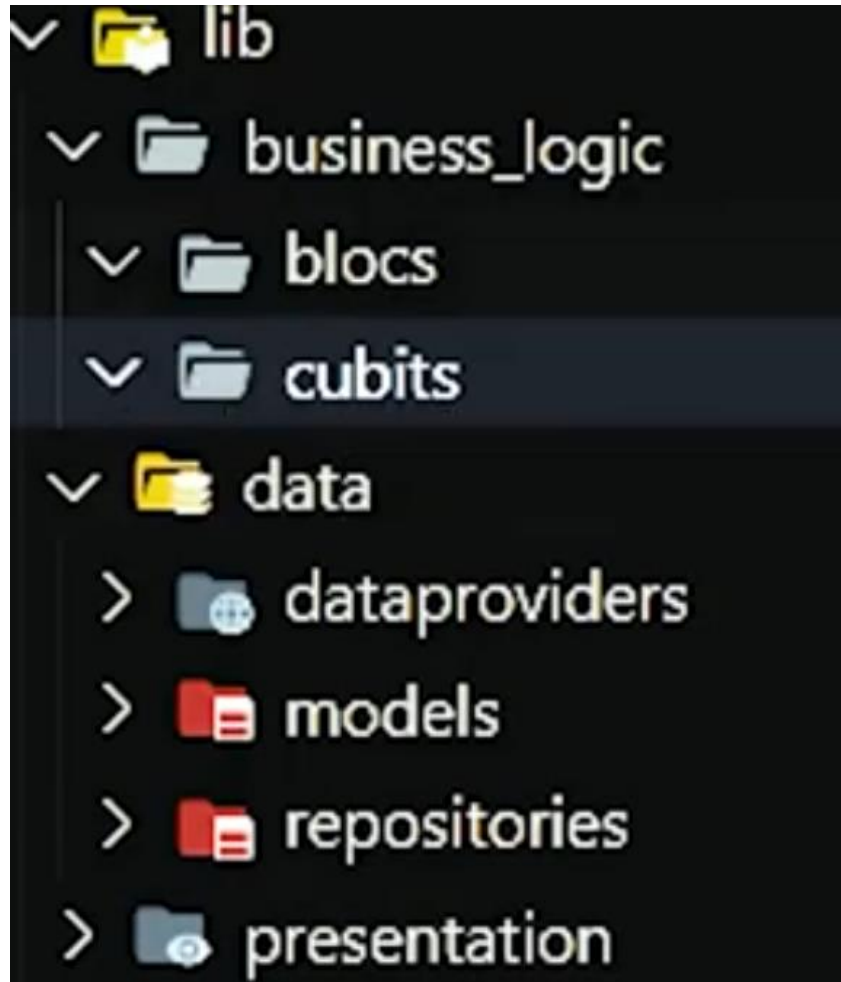 lib
business_logic
blocs
cubits
data
dataproviders
models
repositories
presentation